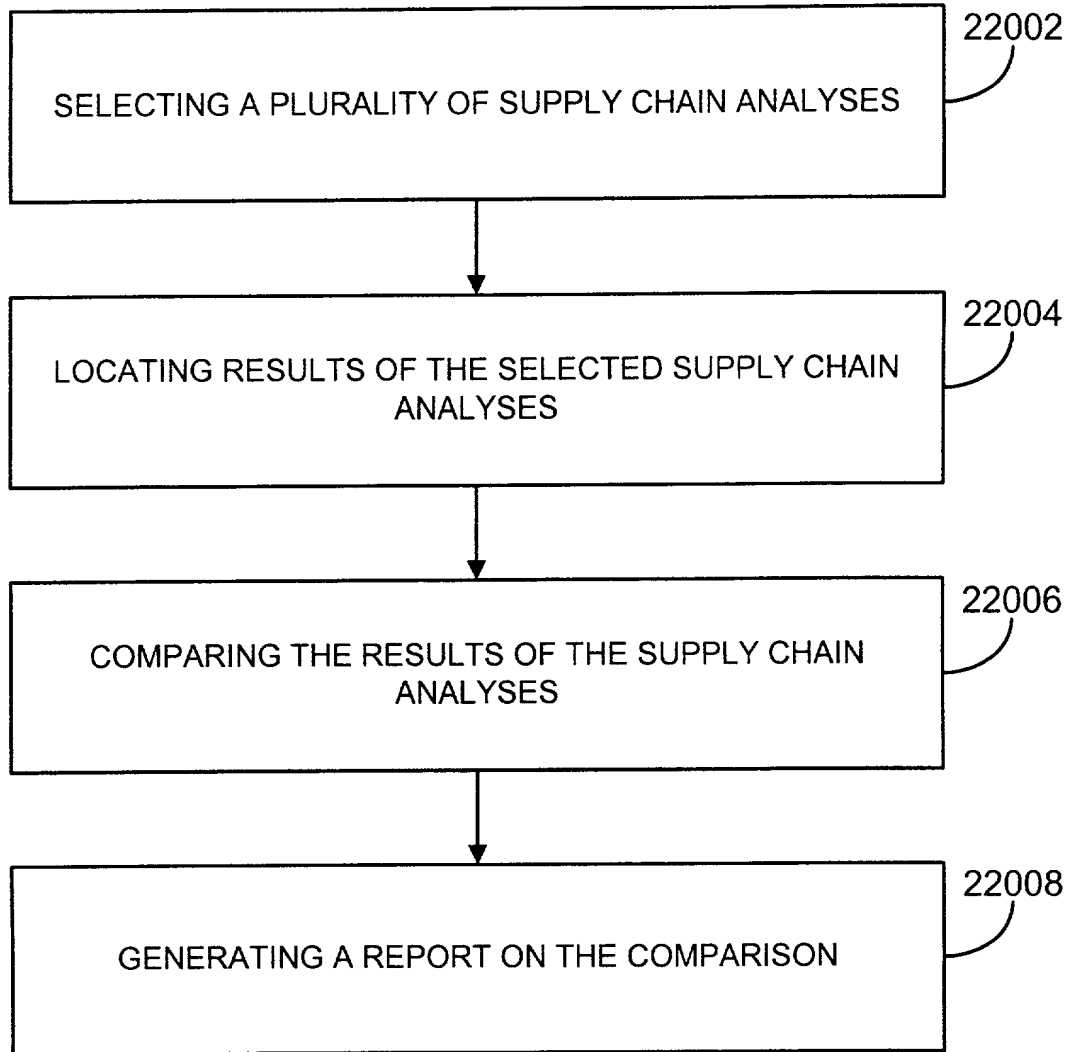 22002
SELECTING A PLURALITY OF SUPPLY CHAIN ANALYSES
22004
LOCATING RESULTS OF THE SELECTED SUPPLY CHAIN
ANALYSES
22006
COMPARING THE RESULTS OF THE SUPPLY CHAIN
ANALYSES
22008
GENERATING A REPORT ON THE COMPARISON